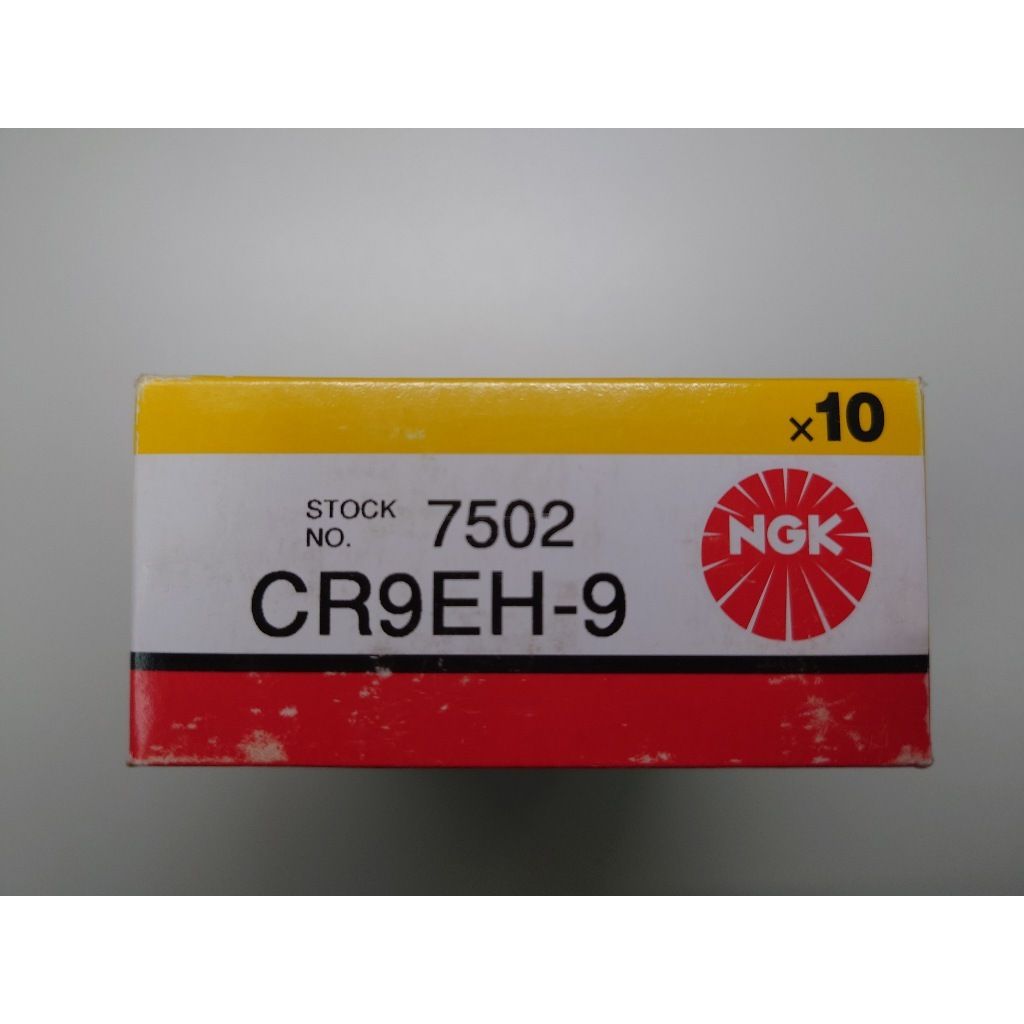 ×10
STOCK NO. 7502
CR9EH-9
NGK